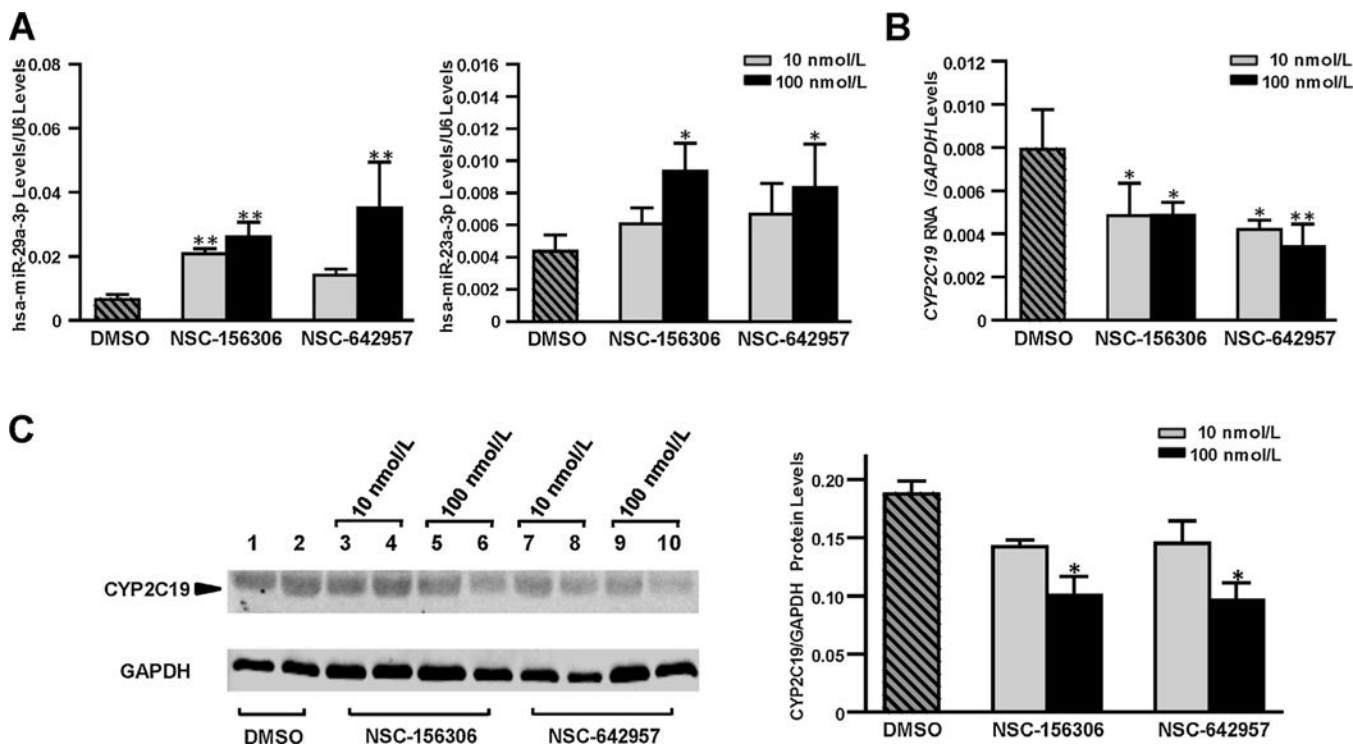 A
hsa-miR-29a-3p Levels/U6 Levels
0.08
0.06
0.04
0.02
0
** ** **
DMSO NSC-156306 NSC-642957
hsa-miR-23a-3p Levels/U6 Levels
0.016
0.014
0.012
0.010
0.008
0.006
0.004
0.002
0
* *
10 nmol/L
100 nmol/L
DMSO NSC-156306 NSC-642957
B
CYP2C19 RNA /GAPDH Levels
0.012
0.010
0.008
0.006
0.004
0.002
0
* * * **
10 nmol/L
100 nmol/L
DMSO NSC-156306 NSC-642957
C
10 nmol/L 100 nmol/L 10 nmol/L 100 nmol/L
1 2 3 4 5 6 7 8 9 10
CYP2C19
GAPDH
DMSO NSC-156306 NSC-642957
CYP2C19/GAPDH Protein Levels
0.20
0.15
0.10
0.05
0
* *
10 nmol/L
100 nmol/L
DMSO NSC-156306 NSC-642957